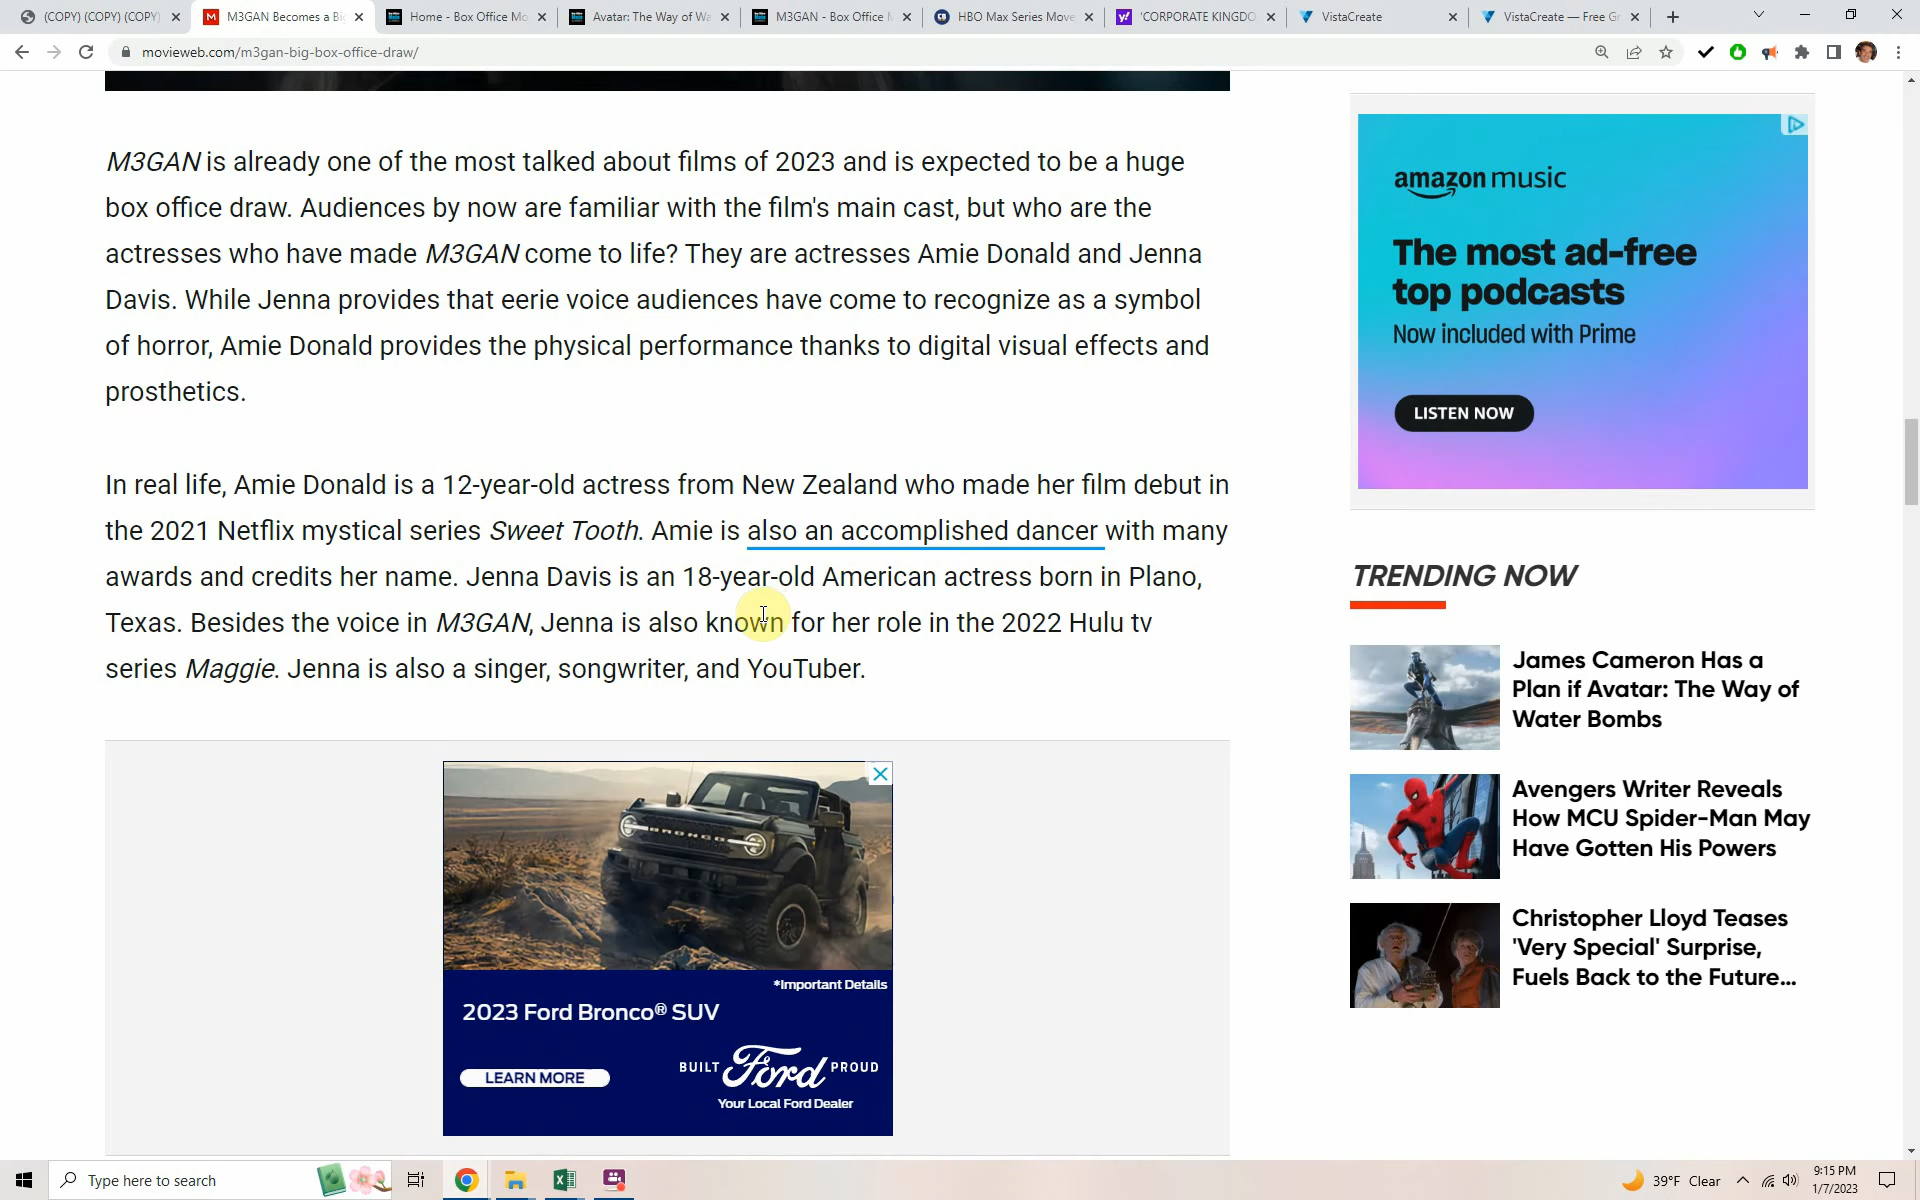 (COPY) (COPY) (COPY)
M3GAN Becomes a Bi
Home - Box Office Mo
Avatar: The Way of Wa
M3GAN - Box Office M
HBO Max Series Move
'CORPORATE KINGDO
VistaCreate
VistaCreate — Free Gr
movieweb.com/m3gan-big-box-office-draw/
M3GAN is already one of the most talked about films of 2023 and is expected to be a huge
box office draw. Audiences by now are familiar with the film's main cast, but who are the
actresses who have made M3GAN come to life? They are actresses Amie Donald and Jenna
Davis. While Jenna provides that eerie voice audiences have come to recognize as a symbol
of horror, Amie Donald provides the physical performance thanks to digital visual effects and
prosthetics.
In real life, Amie Donald is a 12-year-old actress from New Zealand who made her film debut in
the 2021 Netflix mystical series Sweet Tooth. Amie is also an accomplished dancer with many
awards and credits her name. Jenna Davis is an 18-year-old American actress born in Plano,
Texas. Besides the voice in M3GAN, Jenna is also known for her role in the 2022 Hulu tv
series Maggie. Jenna is also a singer, songwriter, and YouTuber.
BRONCO
*Important Details
2023 Ford Bronco® SUV
LEARN MORE
BUILT Ford PROUD
Your Local Ford Dealer
amazon music
The most ad-free
top podcasts
Now included with Prime
LISTEN NOW
TRENDING NOW
James Cameron Has a
Plan if Avatar: The Way of
Water Bombs
Avengers Writer Reveals
How MCU Spider-Man May
Have Gotten His Powers
Christopher Lloyd Teases
'Very Special' Surprise,
Fuels Back to the Future...
Type here to search
39°F Clear
9:15 PM
1/7/2023